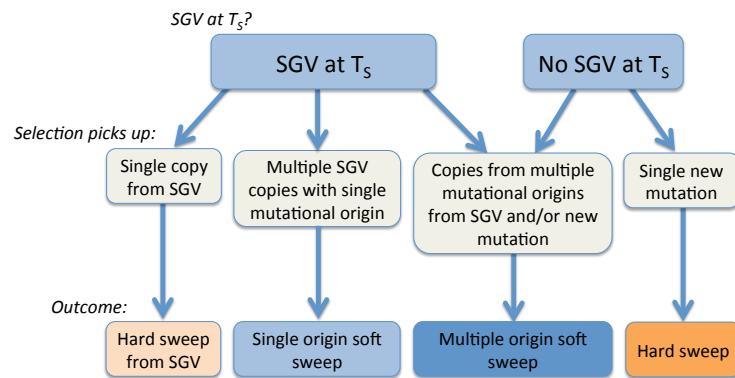 SGV at TS?
SGV at TS
No SGV at TS
Selection picks up:
Single copy
from SGV
Multiple SGV
copies with single
mutational origin
Copies from multiple
mutational origins
from SGV and/or new
mutation
Single new
mutation
Outcome:
Hard sweep
from SGV
Single origin soft
sweep
Multiple origin soft
sweep
Hard sweep